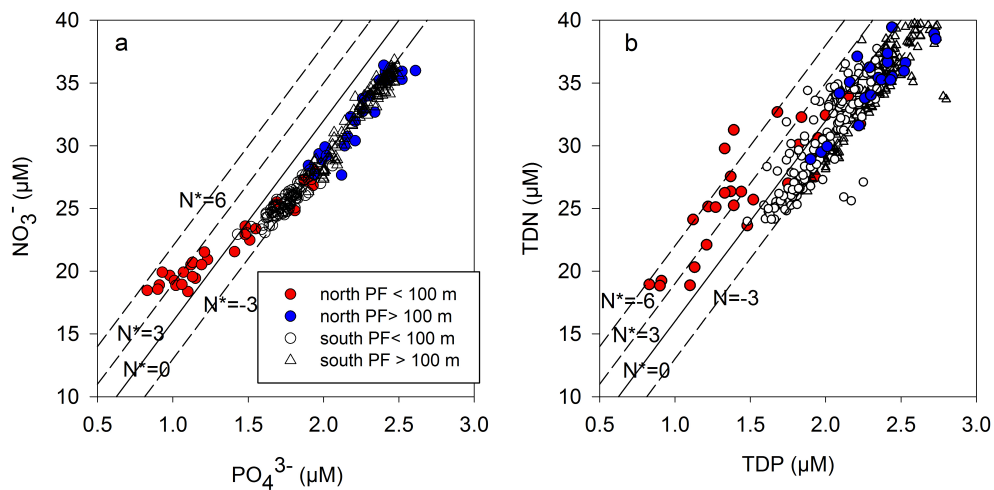 a
NO3- (µM)
40
35
30
25
20
15
10
N*=6
N*=3
N*=0
N*=-3
north PF < 100 m
north PF> 100 m
south PF< 100 m
south PF > 100 m
0.5 1.0 1.5 2.0 2.5 3.0
PO43- (µM)
b
TDN (µM)
40
35
30
25
20
15
10
N*=-6
N*=3
N*=0
N=-3
0.5 1.0 1.5 2.0 2.5 3.0
TDP (µM)